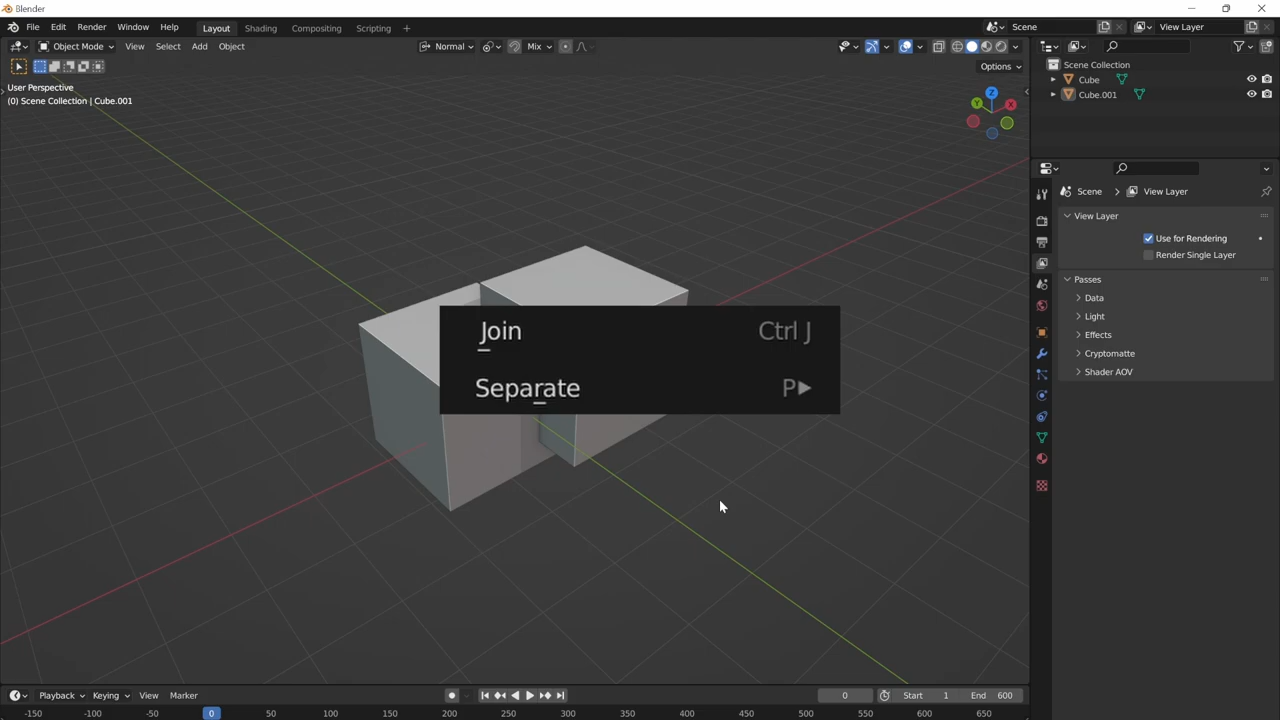 Blender
File Edit Render Window Help Layout Shading Compositing Scripting + Scene View Layer
Object Mode View Select Add Object Normal Mix
Options
User Perspective
(0) Scene Collection | Cube.001
Z
Y
X
Scene Collection
Cube
Cube.001
Scene > View Layer
View Layer
Use for Rendering
Render Single Layer
Passes
Data
Light
Effects
Cryptomatte
Shader AOV
Join Ctrl J
Separate P
Playback Keying View Marker 0 Start 1 End 600
-150 -100 -50 0 50 100 150 200 250 300 350 400 450 500 550 600 650